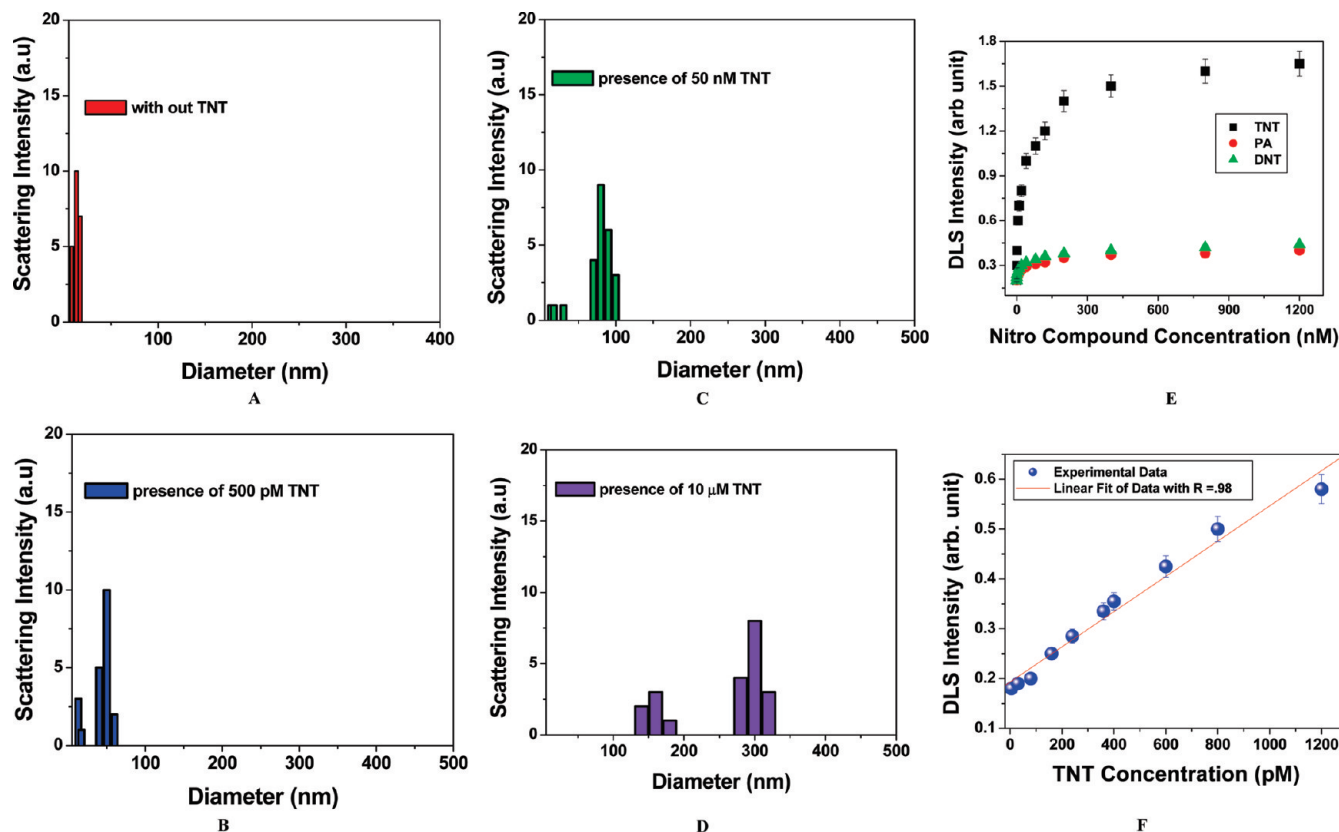 Scattering Intensity (a.u)
20
15
10
5
0
with out TNT
100 200 300 400
Diameter (nm)
A
Scattering Intensity (a.u)
20
15
10
5
0
presence of 50 nM TNT
100 200 300 400 500
Diameter (nm)
C
DLS Intensity (arb unit)
1.8
1.5
1.2
0.9
0.6
0.3
TNT
PA
DNT
0 300 600 900 1200
Nitro Compound Concentration (nM)
E
Scattering Intensity (a.u)
20
15
10
5
0
presence of 500 pM TNT
100 200 300 400 500
Diameter (nm)
B
Scattering Intensity (a.u)
20
15
10
5
0
presence of 10 μM TNT
100 200 300 400 500
Diameter (nm)
D
DLS Intensity (arb. unit)
0.6
0.5
0.4
0.3
0.2
0.1
Experimental Data
Linear Fit of Data with R =.98
0 200 400 600 800 1000 1200
TNT Concentration (pM)
F